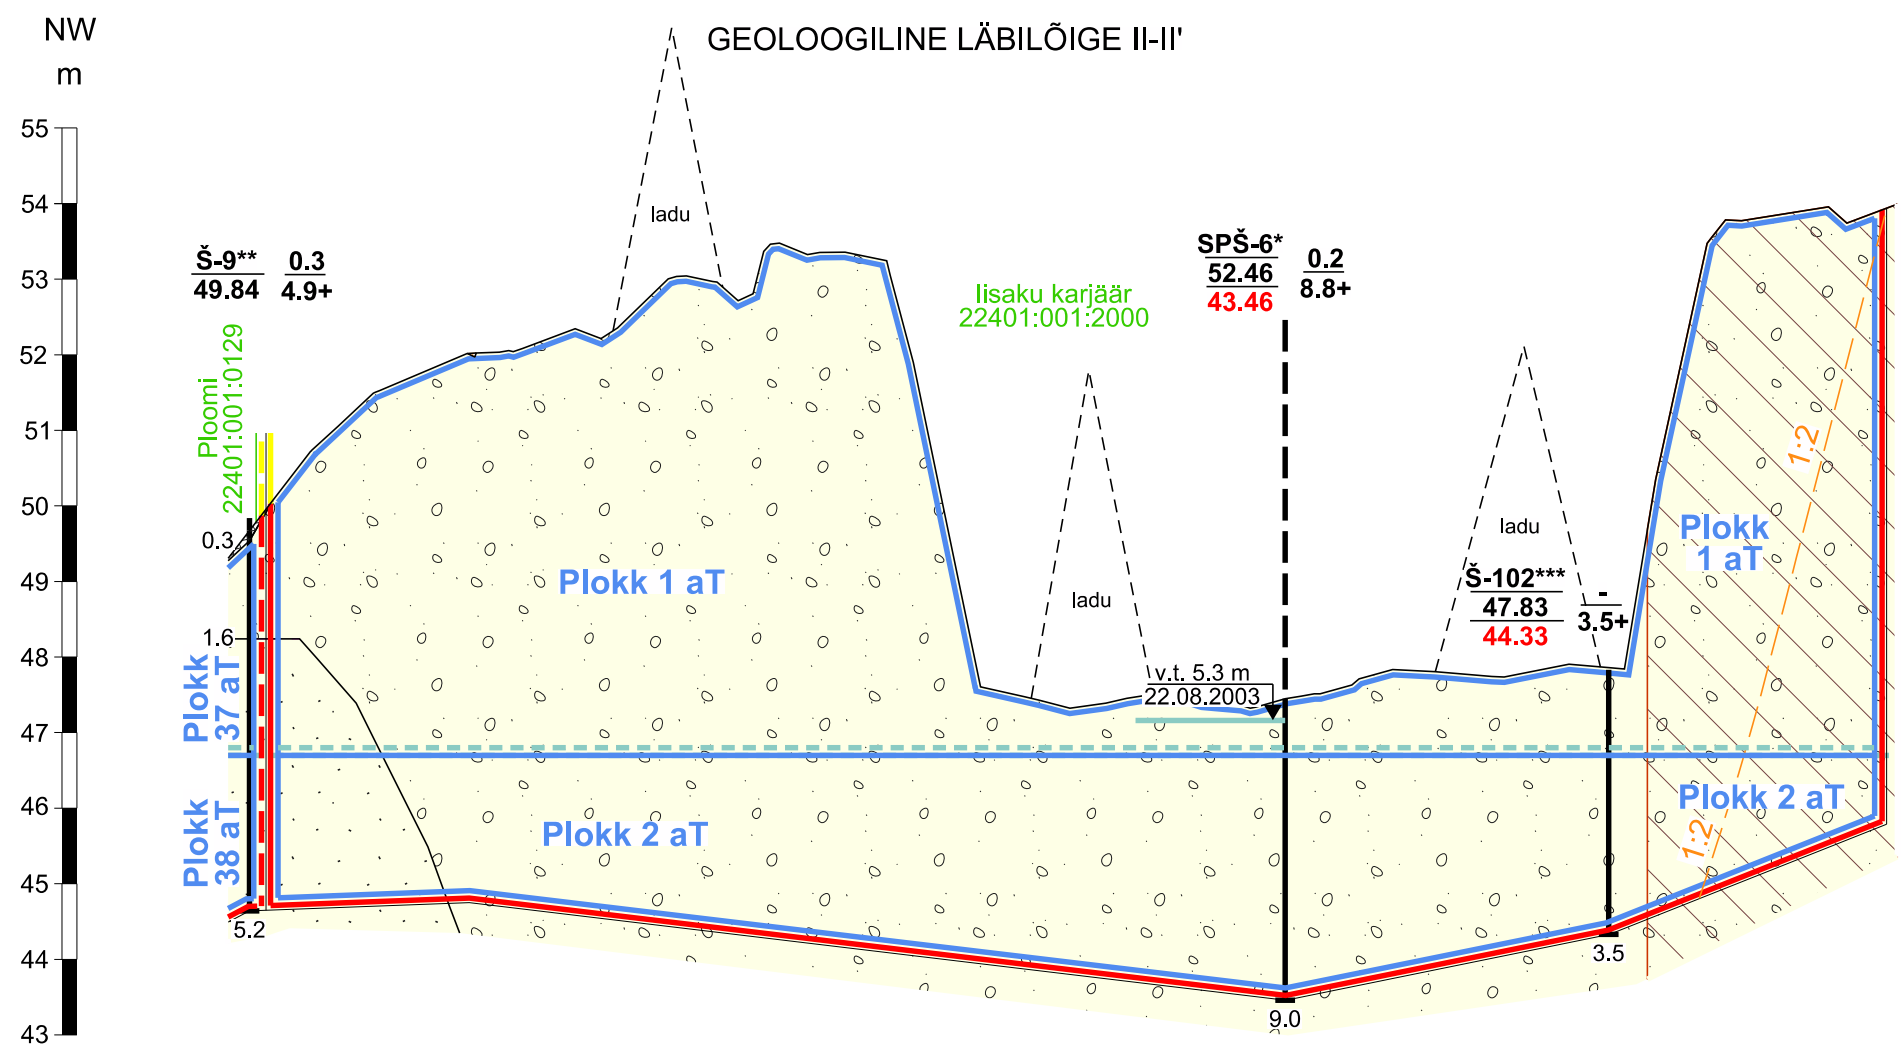 NW
m
GEOLOOGILINE LÄBILÕIGE II-II'
55
54
53
52
51
50
49
48
47
46
45
44
43
Š-9**
49.84
0.3
4.9+
Ploomi
22401:001:0129
0.3
1.6
Plokk
37 aT
Plokk
38 aT
5.2
ladu
Plokk 1 aT
Plokk 2 aT
Iisaku karjäär
22401:001:2000
ladu
v.t. 5.3 m
22.08.2003
SPŠ-6*
52.46
43.46
0.2
8.8+
9.0
ladu
Š-102***
47.83
44.33
-
3.5+
3.5
1:2
Plokk
1 aT
Plokk 2 aT
1:2